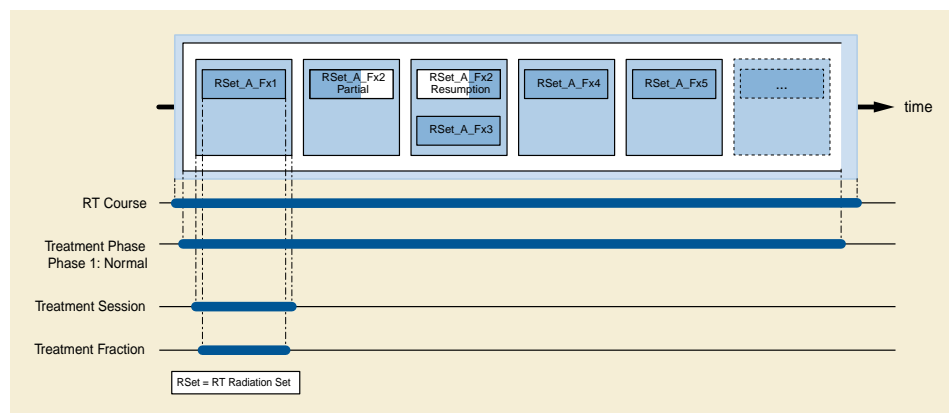 RSet_A_Fx1
RSet_A_Fx2
Partial
RSet_A_Fx2
Resumption
RSet_A_Fx3
RSet_A_Fx4
RSet_A_Fx5
...
time
RT Course
Treatment Phase
Phase 1: Normal
Treatment Session
Treatment Fraction
RSet = RT Radiation Set